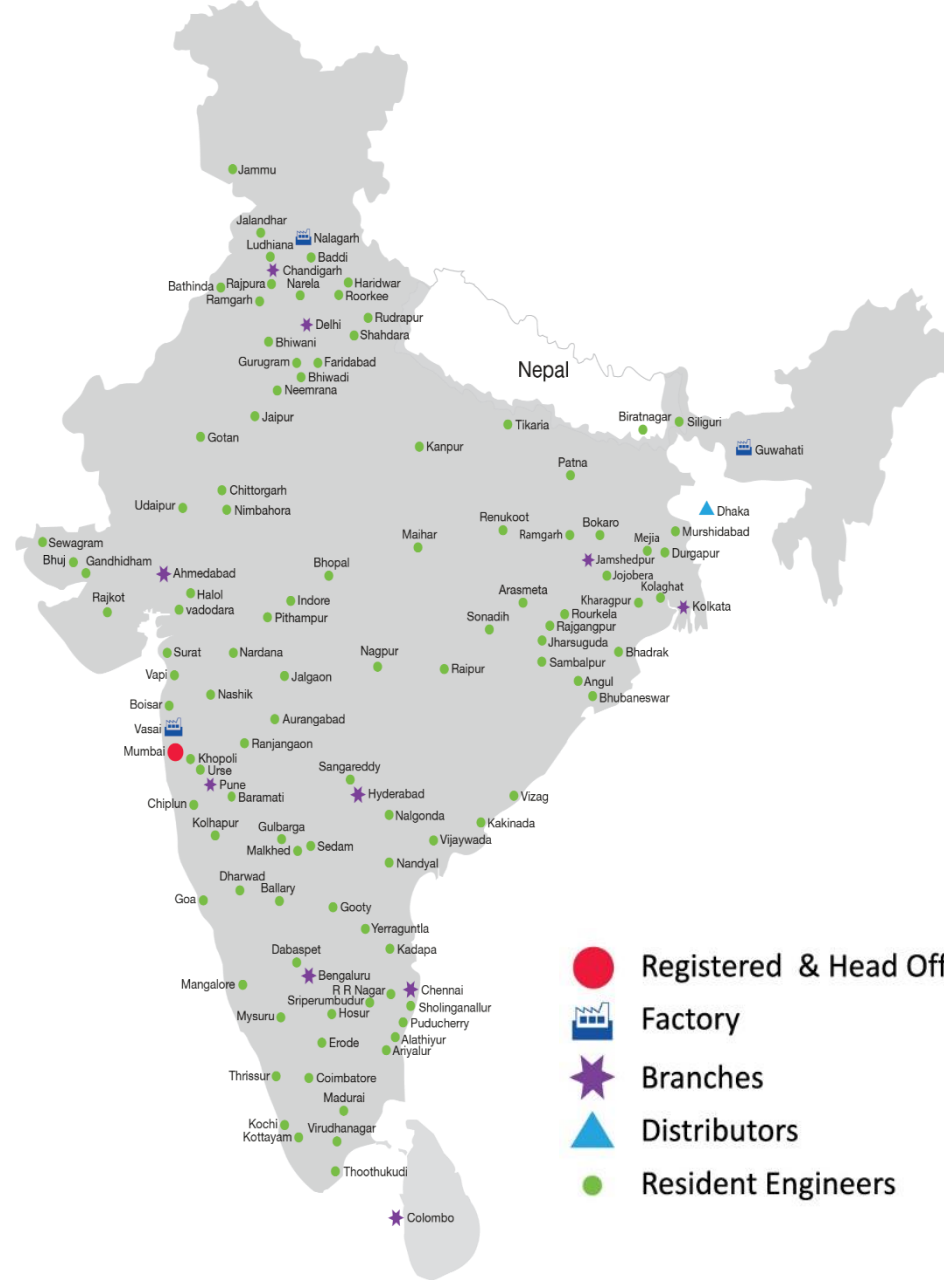 Jammu
Jalandhar
Nalagarh
Ludhiana
Baddi
Chandigarh
Bathinda
Rajpura
Narela
Haridwar
Ramgarh
Roorkee
Rudrapur
Delhi
Shahdara
Bhiwani
Gurugram
Faridabad
Bhiwadi
Neemrana
Nepal
Jaipur
Tikaria
Biratnagar
Siliguri
Gotan
Kanpur
Guwahati
Patna
Chittorgarh
Udaipur
Nimbahora
Dhaka
Renukoot
Ramgarh
Bokaro
Murshidabad
Sewagram
Maihar
Mejia
Durgapur
Bhuj
Gandhidham
Ahmedabad
Bhopal
Jamshedpur
Jojobera
Rajkot
Halol
vadodara
Indore
Pithampur
Arasmeta
Kolaghat
Kharagpur
Kolkata
Sonadih
Rourkela
Rajgangpur
Jharsuguda
Surat
Nardana
Nagpur
Raipur
Sambalpur
Bhadrak
Vapi
Jalgaon
Angul
Nashik
Bhubaneswar
Boisar
Aurangabad
Vasai
Ranjangaon
Mumbai
Khopoli
Urse
Sangareddy
Pune
Baramati
Hyderabad
Vizag
Chiplun
Nalgonda
Kakinada
Kolhapur
Gulbarga
Malkhed
Sedam
Vijaywada
Nandyal
Dharwad
Ballary
Goa
Gooty
Yerraguntla
Dabaspet
Kadapa
Bengaluru
Mangalore
R R Nagar
Chennai
Sriperumbudur
Sholinganallur
Mysuru
Hosur
Puducherry
Erode
Alathiyur
Ariyalur
Thrissur
Coimbatore
Madurai
Kochi
Kottayam
Virudhanagar
Thoothukudi
Colombo
Registered & Head Off
Factory
Branches
Distributors
Resident Engineers